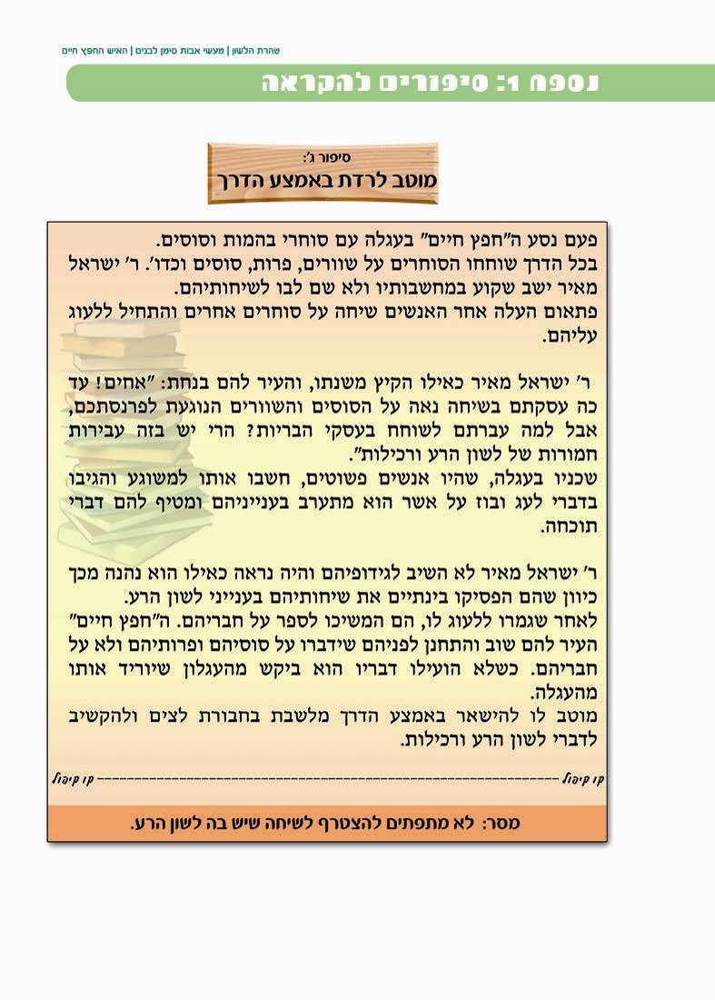 טהרת הלשון | מעשי אבות סימן לבנים | האיש החפץ חיים
נספח 1: סיפורים להקראה
סיפור ג':
מוטב לרדת באמצע הדרך
פעם נסע ה"חפץ חיים" בעגלה עם סוחרי בהמות וסוסים.
בכל הדרך שוחחו הסוחרים על שוורים, פרות, סוסים וכדו'. ר' ישראל
מאיר ישב שקוע במחשבותיו ולא שם לבו לשיחותיהם.
פתאום העלה אחד האנשים שיחה על סוחרים אחרים והתחיל ללעוג
עליהם.
ר' ישראל מאיר כאילו הקיץ משנתו, והעיר להם בנחת: "אחים! עד
כה עסקתם בשיחה נאה על הסוסים והשוורים הנוגעת לפרנסתכם,
אבל למה עברתם לשוחח בעסקי הבריות? הרי יש בזה עבירות
חמורות של לשון הרע ורכילות".
שכניו בעגלה, שהיו אנשים פשוטים, חשבו אותו למשוגע והגיבו
בדברי לעג ובוז על אשר הוא מתערב בענייניהם ומטיף להם דברי
תוכחה.
ר' ישראל מאיר לא השיב לגידופיהם והיה נראה כאילו הוא נהנה מכך
כיוון שהם הפסיקו בינתיים את שיחותיהם בענייני לשון הרע.
לאחר שגמרו ללעוג לו, הם המשיכו לספר על חבריהם. ה"חפץ חיים"
העיר להם שוב והתחנן לפניהם שידברו על סוסיהם ופרותיהם ולא על
חבריהם. כשלא הועילו דבריו הוא ביקש מהעגלון שיוריד אותו
מהעגלה.
מוטב לו להישאר באמצע הדרך מלשבת בחבורת לצים ולהקשיב
לדברי לשון הרע ורכילות.
קו קיפול ---------------------------------------------------------------- קו קיפול
מסר: לא מתפתים להצטרף לשיחה שיש בה לשון הרע.